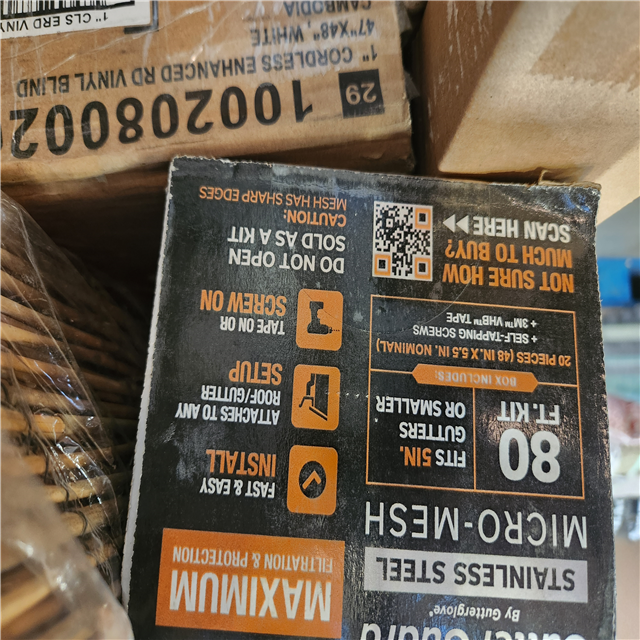 1" CLS ERD VINY
CAMBODIA
47"X48", WHITE
1" CORDLESS ENHANCED RD VINYL BLIND
29
100208002
By Gutterglove®
STAINLESS STEEL
MICRO-MESH
80
FT. KIT
FITS 5IN.
GUTTERS
OR SMALLER
BOX INCLUDES:
20 PIECES (48 IN. X 5.5 IN. NOMINAL)
+ SELF-TAPPING SCREWS
+ 3M™ VHB™ TAPE
NOT SURE HOW
MUCH TO BUY?
SCAN HERE
MAXIMUM
FILTRATION & PROTECTION
FAST & EASY
INSTALL
ATTACHES TO ANY
ROOF/GUTTER
SETUP
TAPE ON OR
SCREW ON
DO NOT OPEN
SOLD AS A KIT
CAUTION:
MESH HAS SHARP EDGES